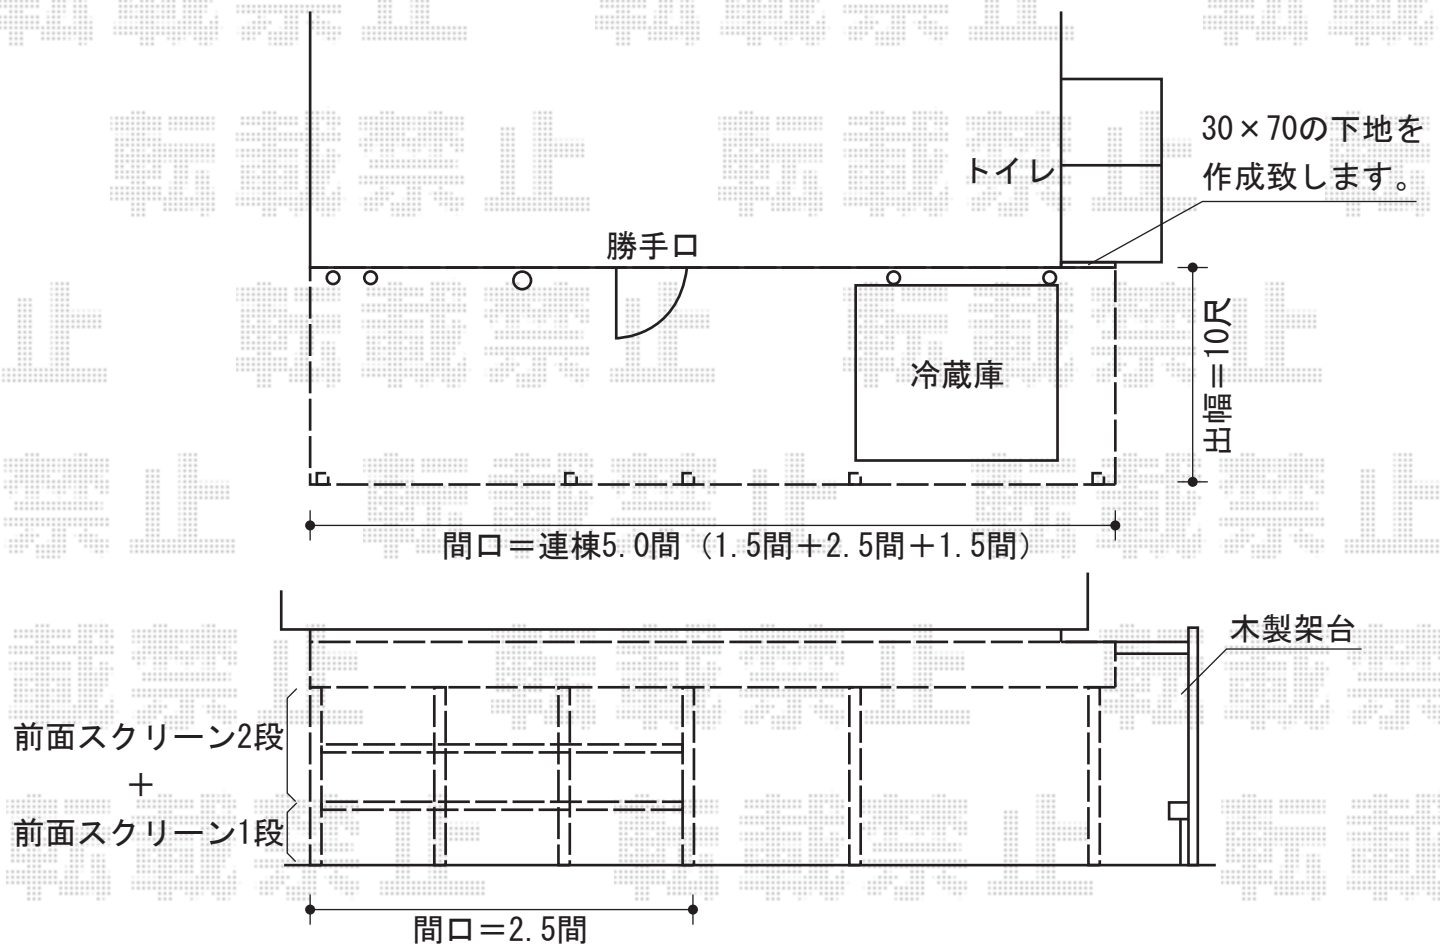 30×70の下地を
作成致します。
トイレ
勝手口
冷蔵庫
出幅＝10尺
間口＝連棟5.0間（1.5間＋2.5間＋1.5間）
木製架台
前面スクリーン2段
＋
前面スクリーン1段
間口＝2.5間
転載禁止